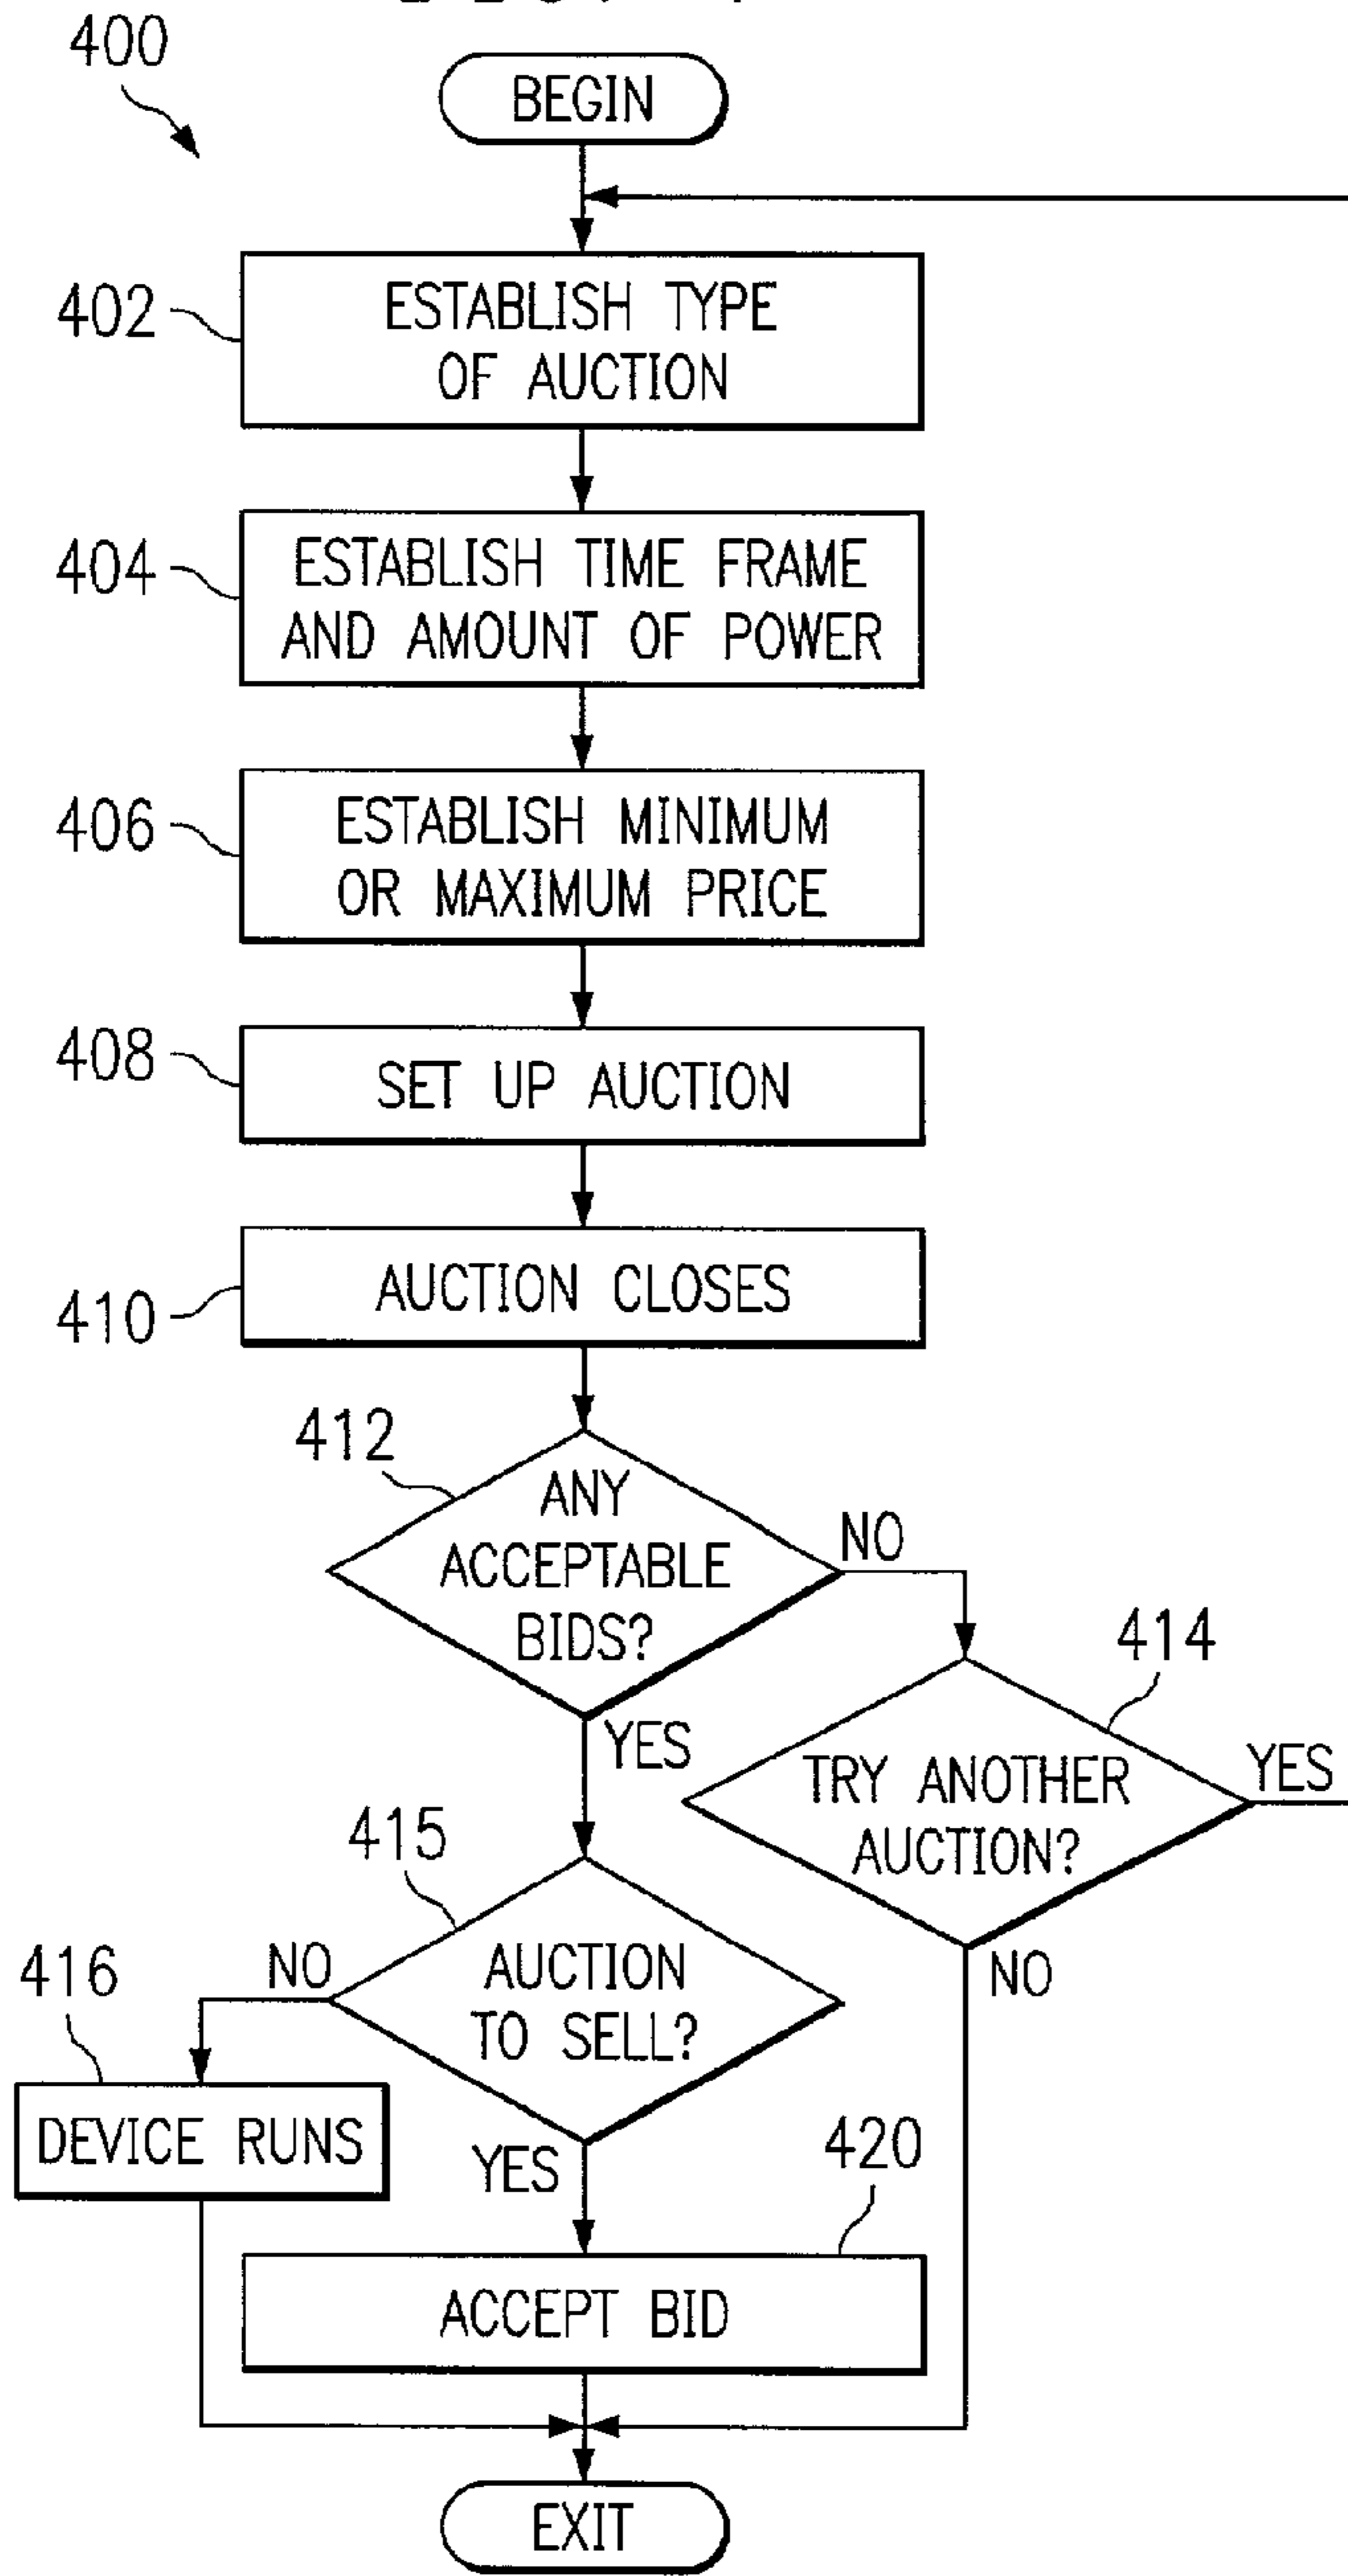 400
BEGIN
402
ESTABLISH TYPE
OF AUCTION
404
ESTABLISH TIME FRAME
AND AMOUNT OF POWER
406
ESTABLISH MINIMUM
OR MAXIMUM PRICE
408
SET UP AUCTION
410
AUCTION CLOSES
412
ANY
ACCEPTABLE
BIDS?
NO
YES
414
TRY ANOTHER
AUCTION?
YES
NO
415
AUCTION
TO SELL?
NO
YES
416
DEVICE RUNS
420
ACCEPT BID
EXIT